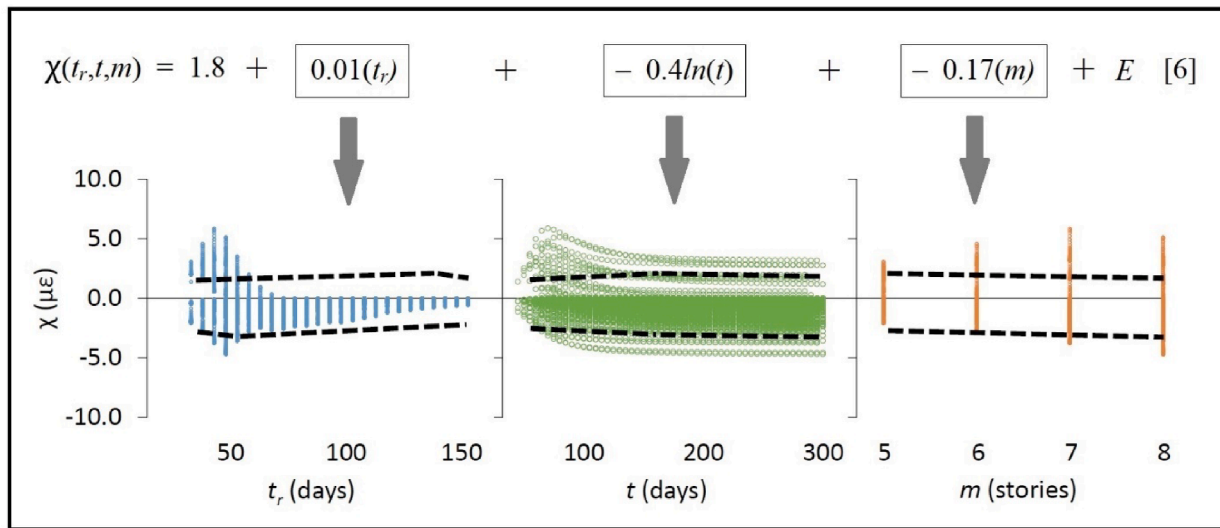 χ(tr,t,m) = 1.8 + 0.01(tr) + – 0.4ln(t) + – 0.17(m) + E [6]
10.0
5.0
0.0
-5.0
-10.0
χ (με)
50 100 150 100 200 300 5 6 7 8
tr (days) t (days) m (stories)